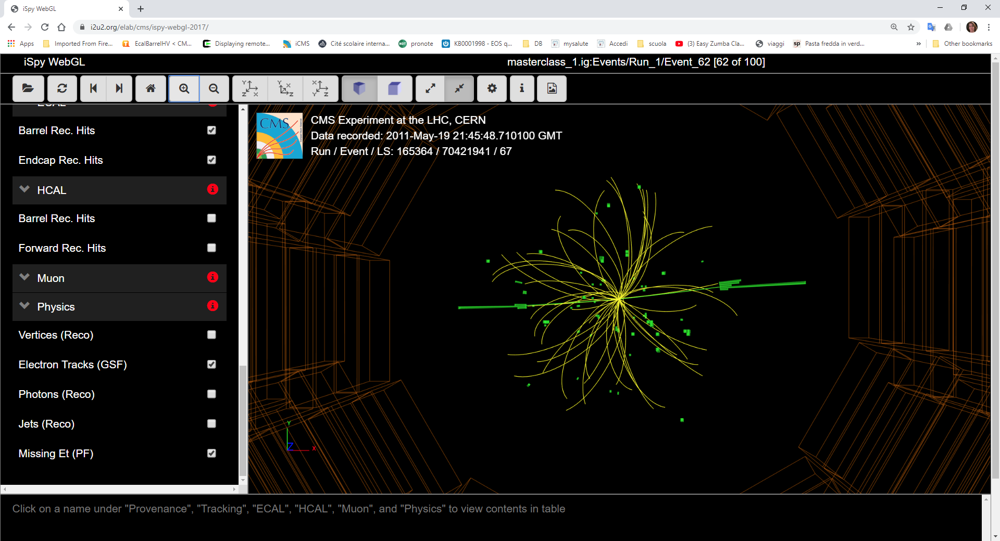 iSpy WebGL
i2u2.org/elab/cms/ispy-webgl-2017/
Apps Imported From Fire... EcalBarrelHV < CM... Displaying remote... iCMS Cité scolaire interna... pronote KB0001998 - EOS q... DB mysalute Accedi scuola (3) Easy Zumba Cla... viaggi sp Pasta fredda in verd... » Other bookmarks
iSpy WebGL masterclass_1.ig:Events/Run_1/Event_62 [62 of 100]
Y Z X Y X Z X Y Z
ECAL
Barrel Rec. Hits
Endcap Rec. Hits
HCAL
Barrel Rec. Hits
Forward Rec. Hits
Muon
Physics
Vertices (Reco)
Electron Tracks (GSF)
Photons (Reco)
Jets (Reco)
Missing Et (PF)
CMS
CMS Experiment at the LHC, CERN
Data recorded: 2011-May-19 21:45:48.710100 GMT
Run / Event / LS: 165364 / 70421941 / 67
Y
Z X
Click on a name under "Provenance", "Tracking", "ECAL", "HCAL", "Muon", and "Physics" to view contents in table